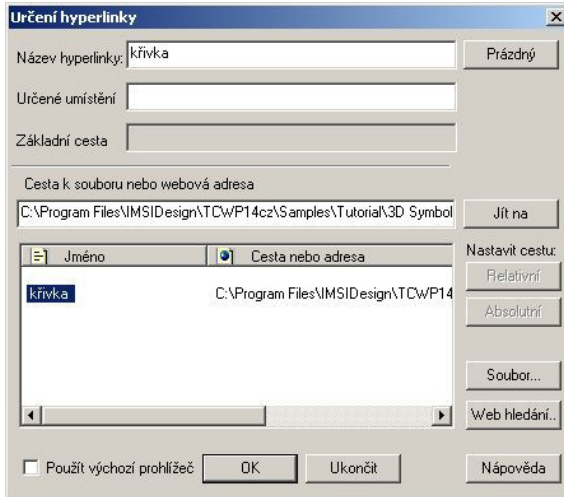 Určení hyperlinky
Název hyperlinky: křivka
Prázdný
Určené umístění
Základní cesta
Cesta k souboru nebo webová adresa
C:\Program Files\IMSIDesign\TCWP14cz\Samples\Tutorial\3D Symbol
Jít na
Jméno Cesta nebo adresa
Nastavit cestu:
Relativní
křivka C:\Program Files\IMSIDesign\TCWP14
Absolutní
Soubor...
Web hledání..
Použít výchozí prohlížeč OK Ukončit Nápověda